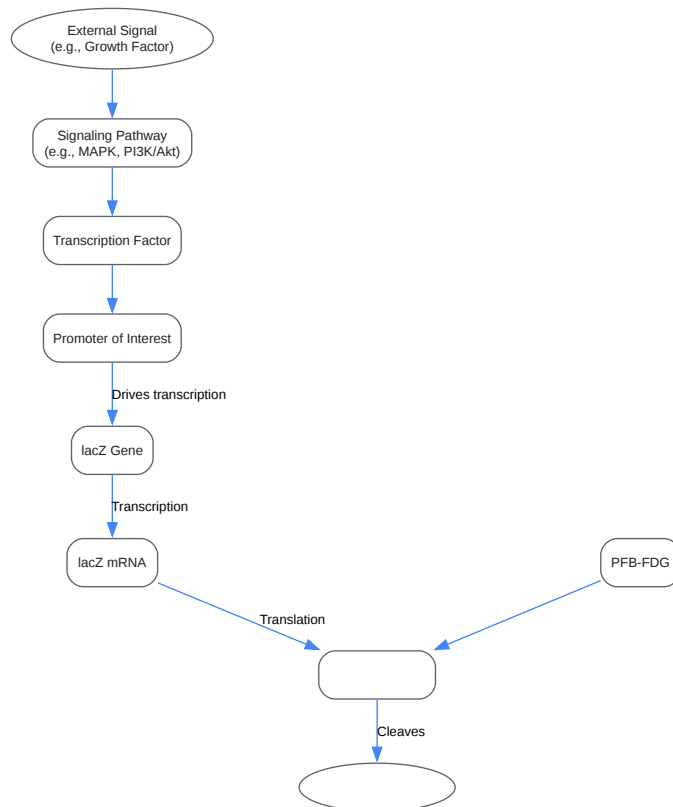 External Signal
(e.g., Growth Factor)
Signaling Pathway
(e.g., MAPK, PI3K/Akt)
Transcription Factor
Promoter of Interest
Drives transcription
lacZ Gene
Transcription
lacZ mRNA
PFB-FDG
Translation
Cleaves